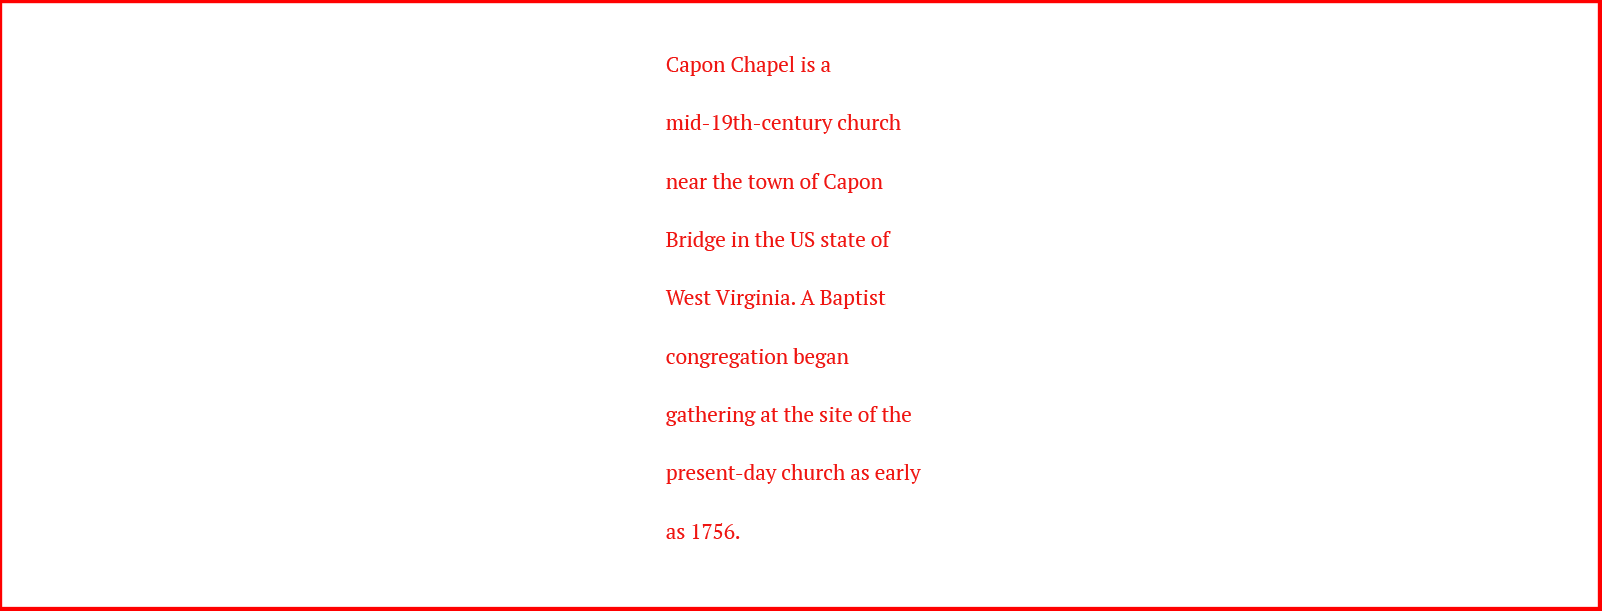 Capon Chapel is a
mid-19th-century church
near the town of Capon
Bridge in the US state of
West Virginia. A Baptist
congregation began
gathering at the site of the
present-day church as early
as 1756.